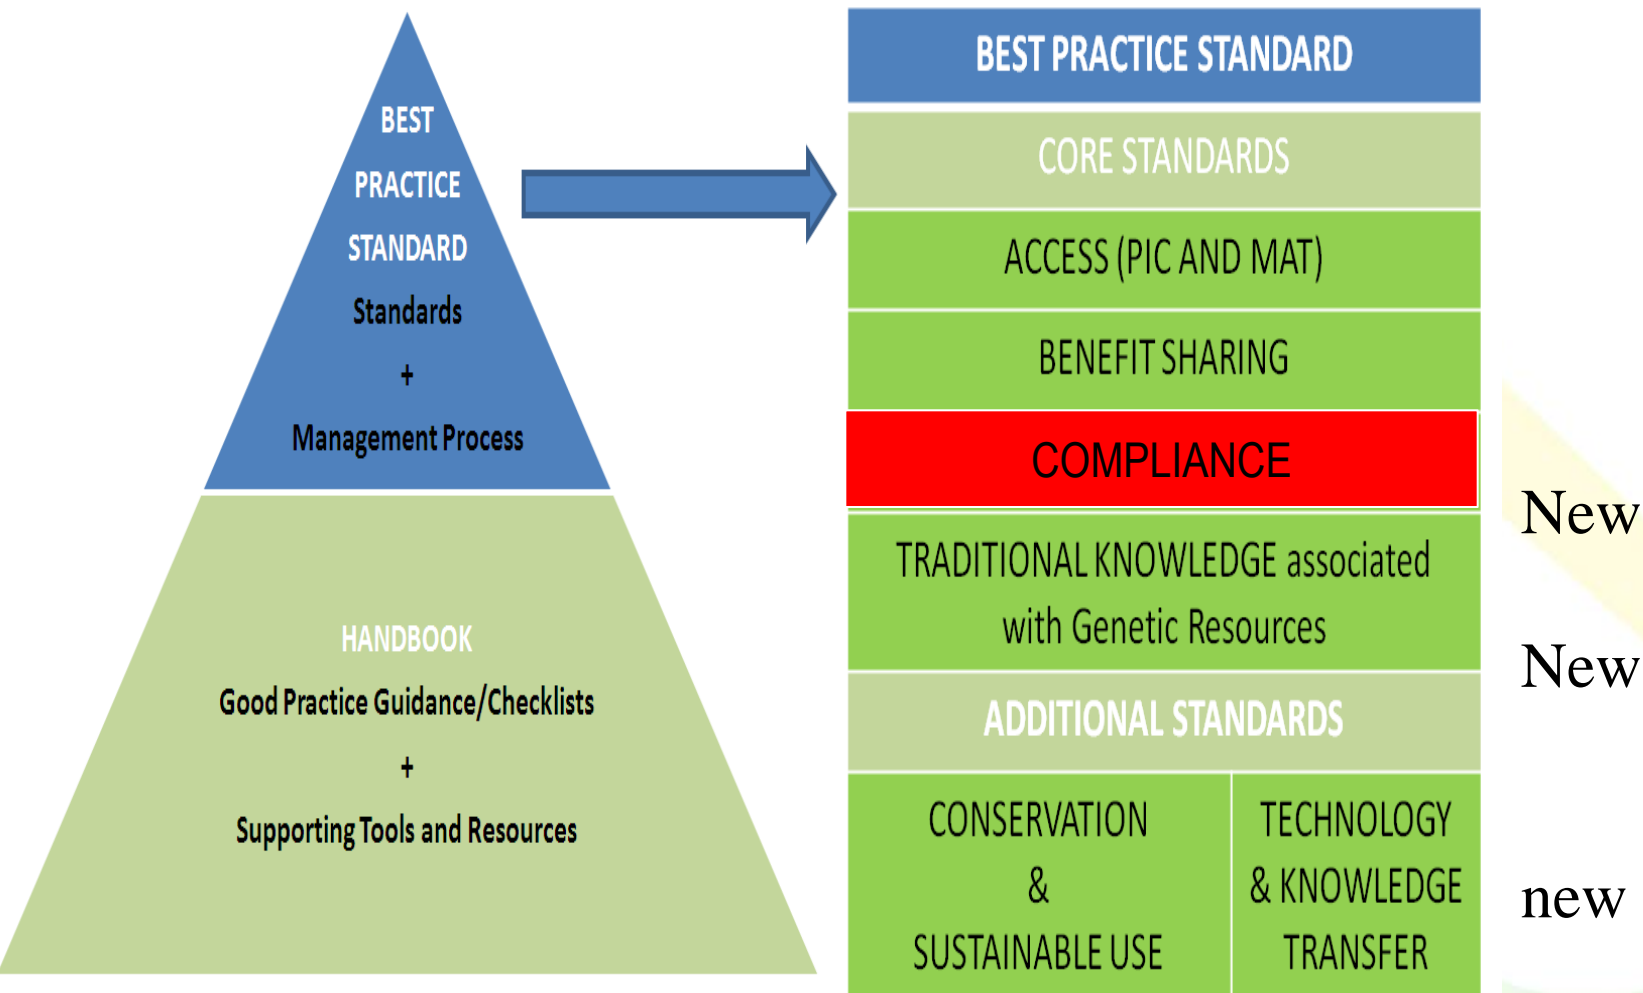 BEST
PRACTICE
STANDARD
Standards
+
Management Process
HANDBOOK
Good Practice Guidance/Checklists
+
Supporting Tools and Resources
BEST PRACTICE STANDARD
CORE STANDARDS
ACCESS (PIC AND MAT)
BENEFIT SHARING
COMPLIANCE
TRADITIONAL KNOWLEDGE associated
with Genetic Resources
ADDITIONAL STANDARDS
CONSERVATION
&
SUSTAINABLE USE
TECHNOLOGY
& KNOWLEDGE
TRANSFER
New
New
new